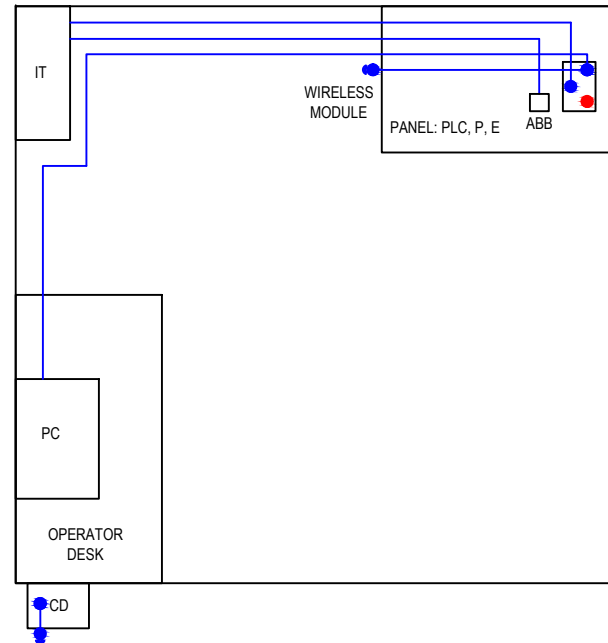 IT
WIRELESS
MODULE
PANEL: PLC, P, E
ABB
PC
OPERATOR
DESK
CD